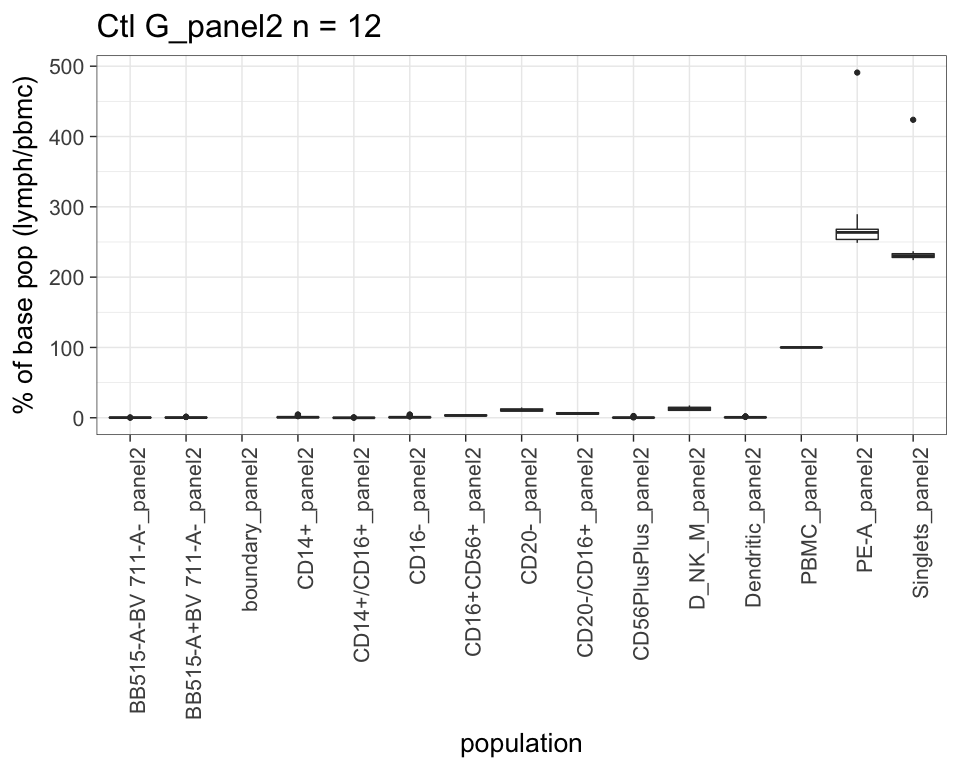 Ctl G_panel2 n = 12
% of base pop (lymph/pbmc)
500
400
300
200
100
0
BB515-A-BV 711-A-_panel2
BB515-A+BV 711-A-_panel2
boundary_panel2
CD14+_panel2
CD14+/CD16+_panel2
CD16-_panel2
CD16+CD56+_panel2
CD20-_panel2
CD20-/CD16+_panel2
CD56PlusPlus_panel2
D_NK_M_panel2
Dendritic_panel2
PBMC_panel2
PE-A_panel2
Singlets_panel2
population